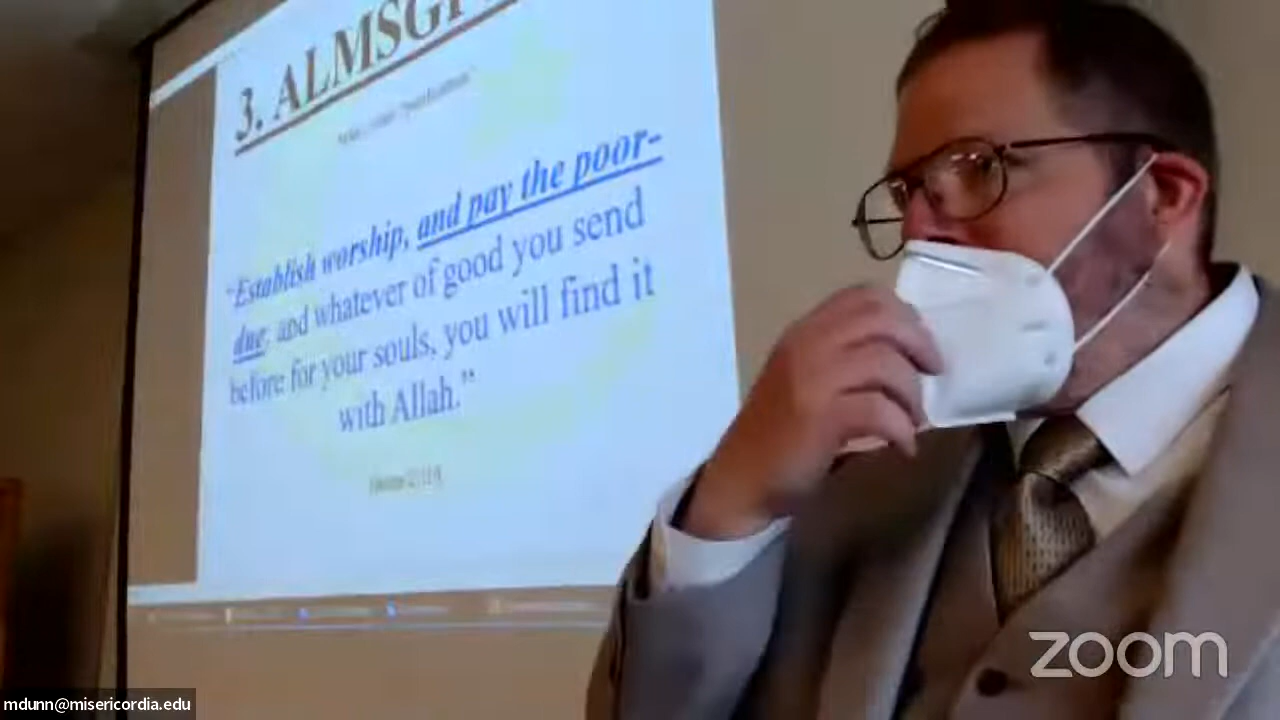 3. ALMSGI
"Establish worship, and pay the poor-
due; and whatever of good you send
before for your souls, you will find it
with Allah."
zoom
mdunn@misericordia.edu